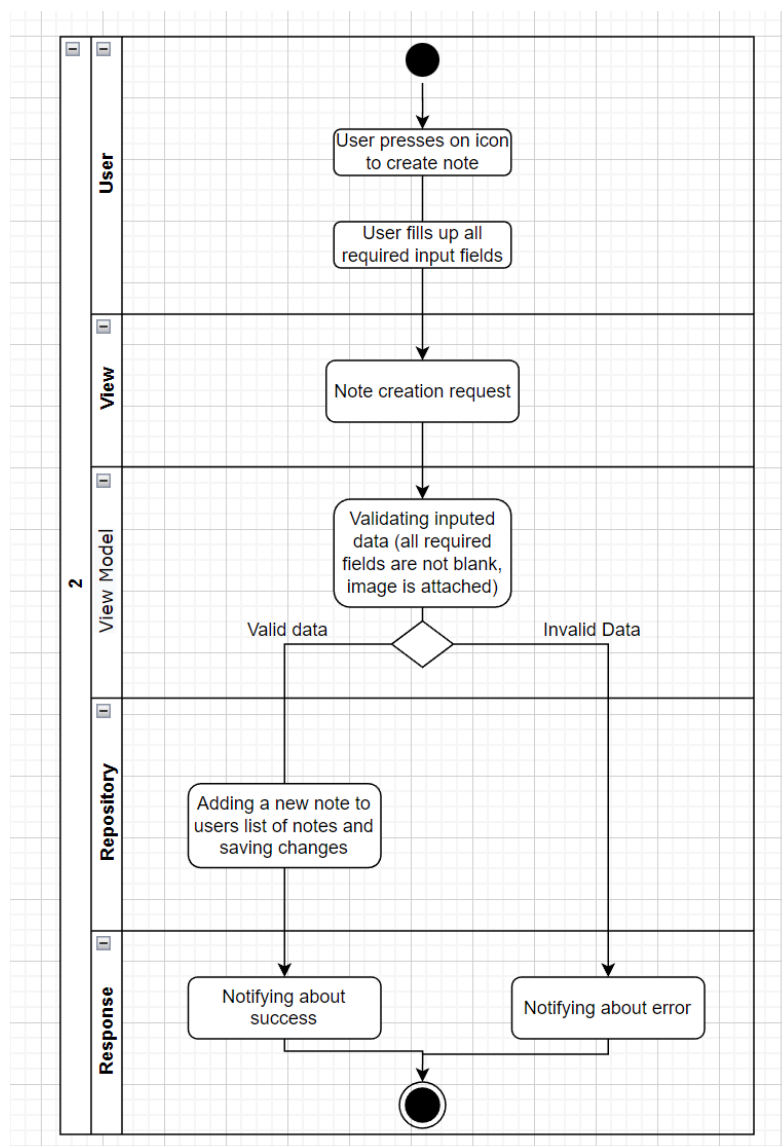 2
User
User presses on icon
to create note
User fills up all
required input fields
View
Note creation request
View Model
Validating inputed
data (all required
fields are not blank,
image is attached)
Valid data
Invalid Data
Repository
Adding a new note to
users list of notes and
saving changes
Response
Notifying about
success
Notifying about error